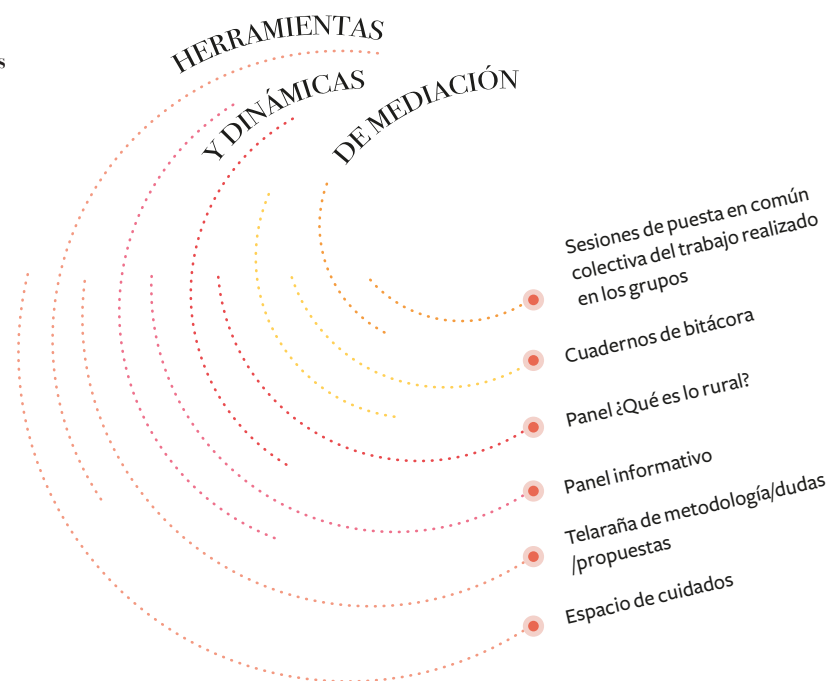 s
HERRAMIENTAS
Y DINÁMICAS
DE MEDIACIÓN
Sesiones de puesta en común
colectiva del trabajo realizado
en los grupos
Cuadernos de bitácora
Panel ¿Qué es lo rural?
Panel informativo
Telaraña de metodología/dudas
/propuestas
Espacio de cuidados